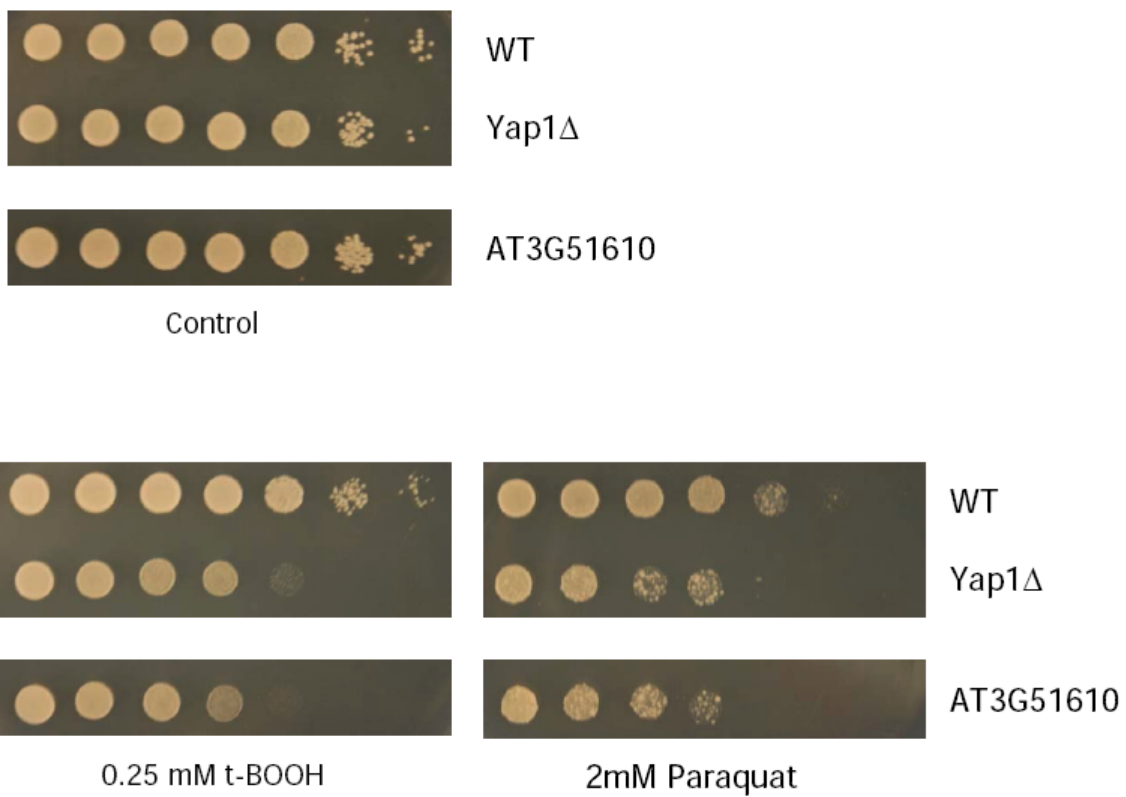 WT
Yap1Δ
AT3G51610
Control
WT
Yap1Δ
AT3G51610
0.25 mM t-BOOH
2mM Paraquat